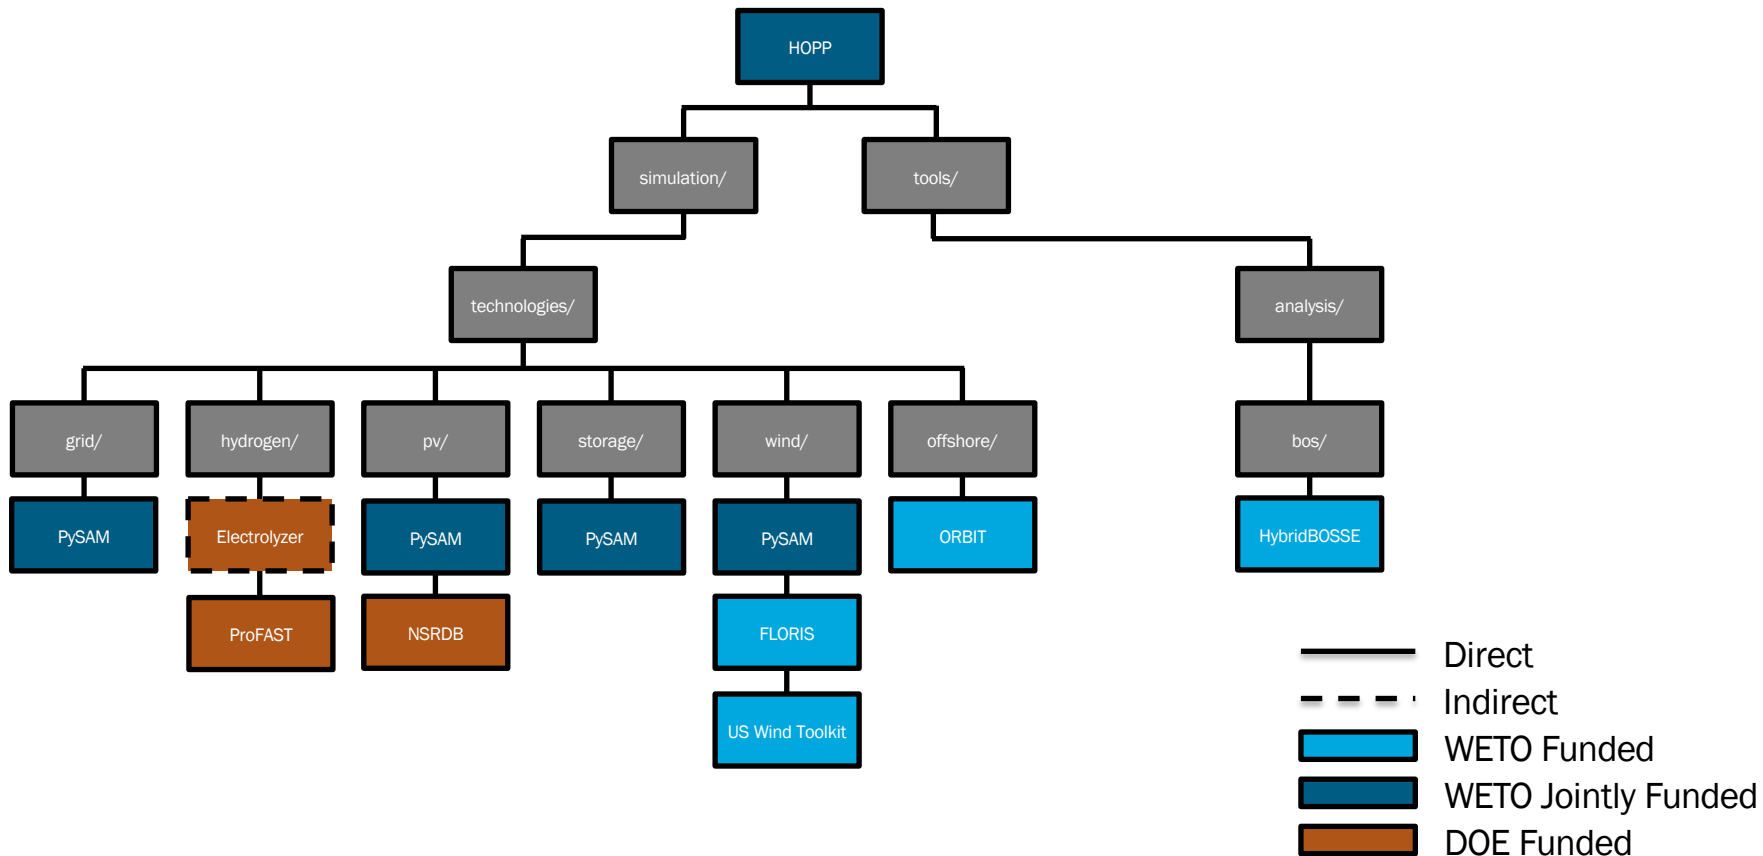 HOPP
simulation/
tools/
technologies/
analysis/
grid/
hydrogen/
pv/
storage/
wind/
offshore/
bos/
PySAM
Electrolyzer
PySAM
PySAM
PySAM
ORBIT
HybridBOSSE
ProFAST
NSRDB
FLORIS
US Wind Toolkit
Direct
Indirect
WETO Funded
WETO Jointly Funded
DOE Funded